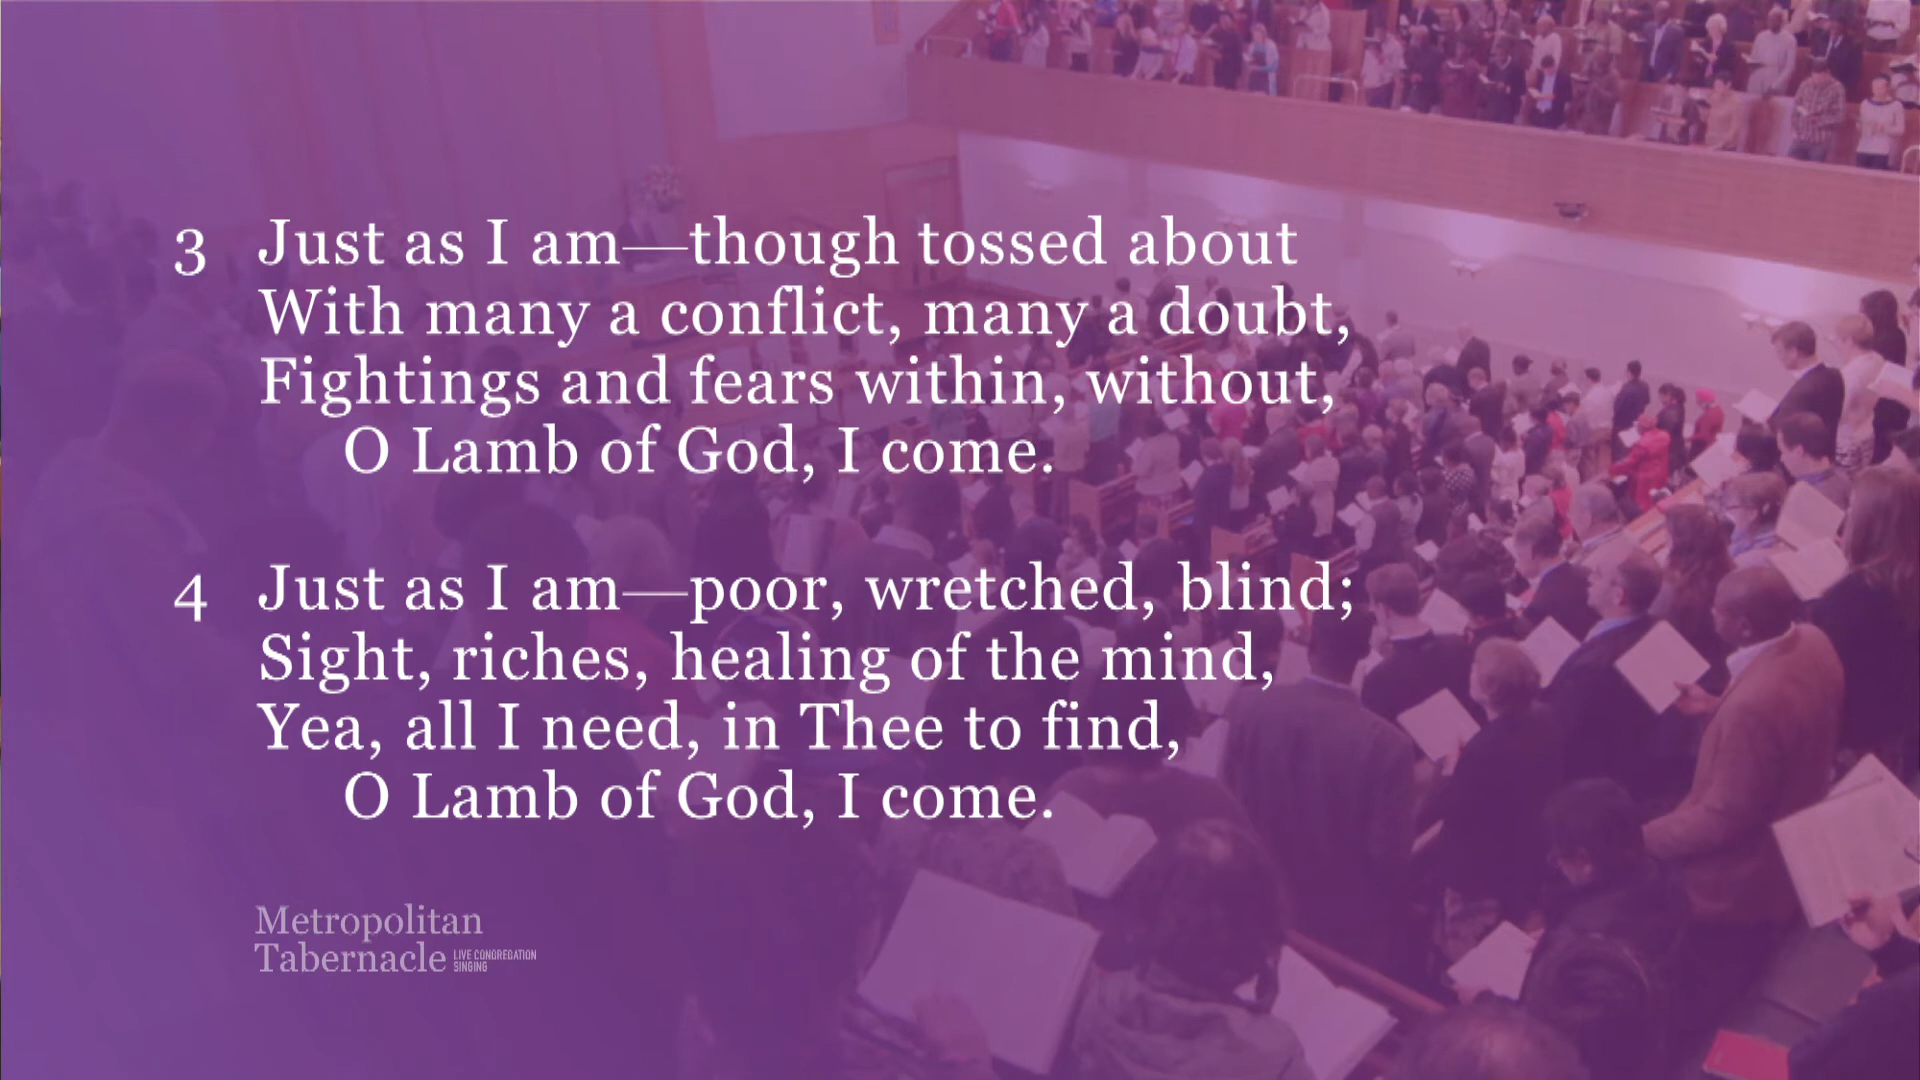 3 Just as I am—though tossed about
With many a conflict, many a doubt,
Fightings and fears within, without,
O Lamb of God, I come.
4 Just as I am—poor, wretched, blind;
Sight, riches, healing of the mind,
Yea, all I need, in Thee to find,
O Lamb of God, I come.
Metropolitan
Tabernacle LIVE CONGREGATION
SINGING